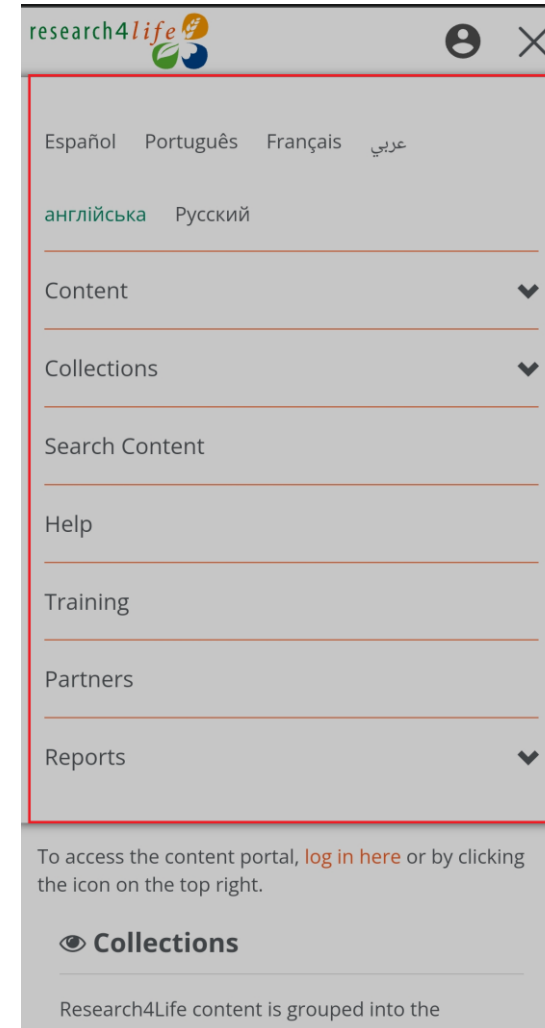 research4life
Español Português Français عربي
англійська Русский
Content
Collections
Search Content
Help
Training
Partners
Reports
To access the content portal, log in here or by clicking
the icon on the top right.
Collections
Research4Life content is grouped into the